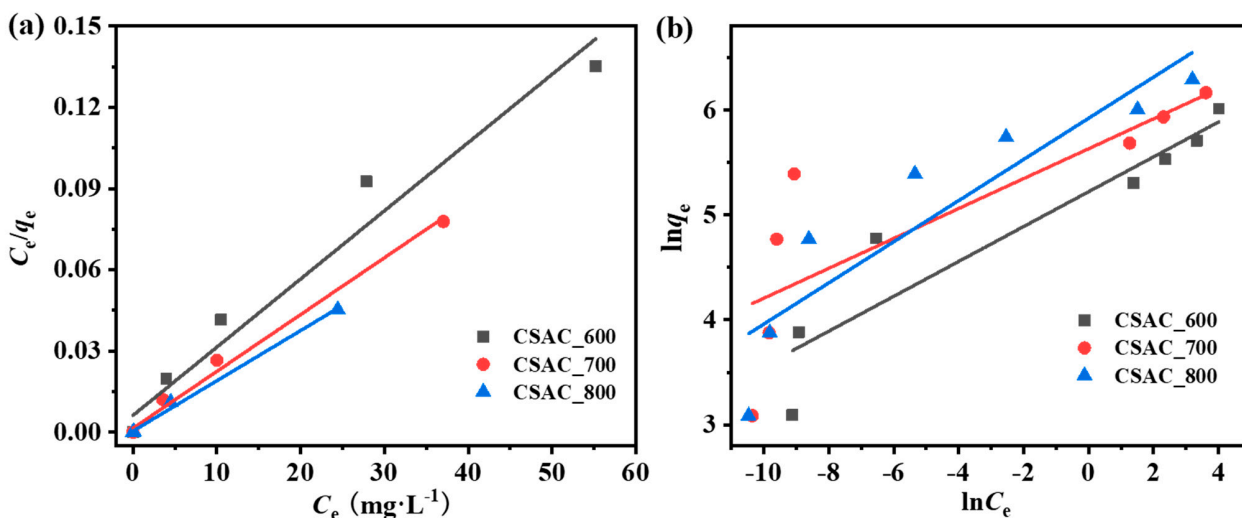 (a)
0.15
0.12
0.09
0.06
0.03
0.00
Ce/qe
0
10
20
30
40
50
60
Ce (mg·L-1)
CSAC_600
CSAC_700
CSAC_800
(b)
6
5
4
3
lnqe
-10
-8
-6
-4
-2
0
2
4
lnCe
CSAC_600
CSAC_700
CSAC_800